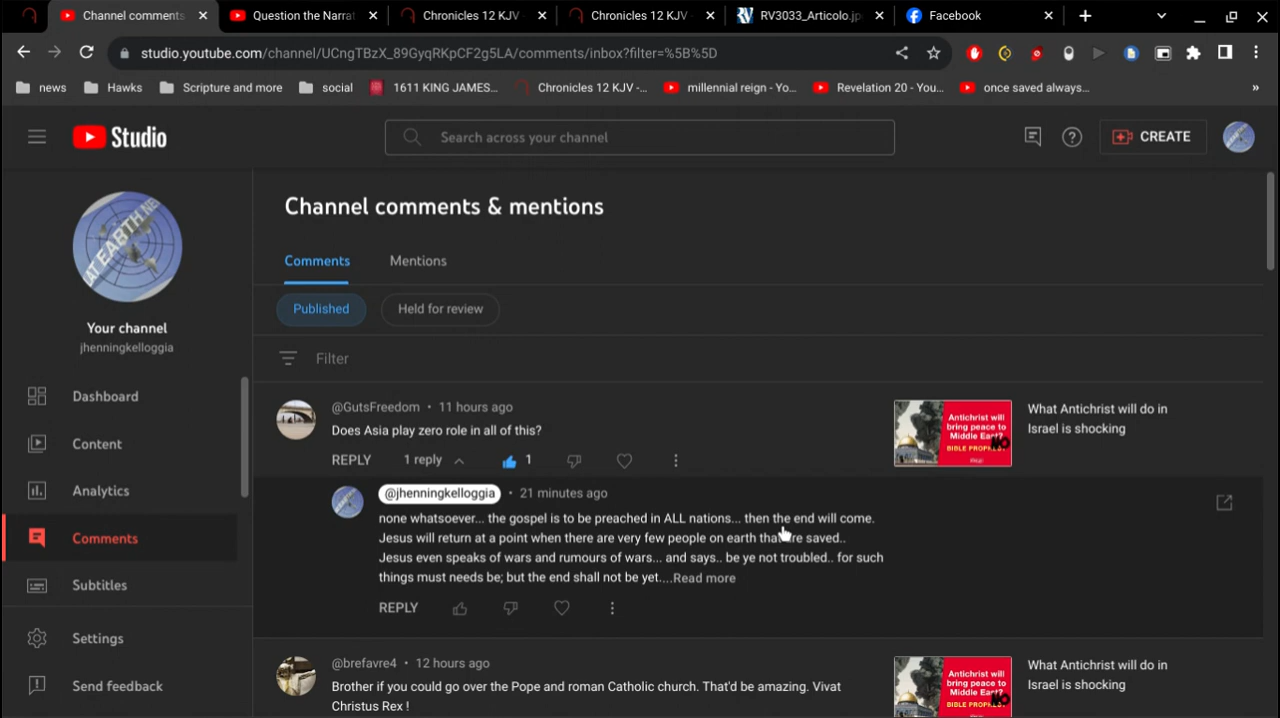 Channel comments
Question the Narrat
Chronicles 12 KJV -
Chronicles 12 KJV -
RV3033_Articolo.jp
Facebook
studio.youtube.com/channel/UCngTBzX_89GyqRKpCF2g5LA/comments/inbox?filter=%5B%5D
news
Hawks
Scripture and more
social
1611 KING JAMES...
Chronicles 12 KJV -...
millennial reign - Yo...
Revelation 20 - You...
once saved always...
»
Studio
Search across your channel
CREATE
AT EARTH
Your channel
jhenningkelloggia
Dashboard
Content
Analytics
Comments
Subtitles
Settings
Send feedback
Channel comments & mentions
Comments
Mentions
Published
Held for review
Filter
@GutsFreedom • 11 hours ago
Does Asia play zero role in all of this?
REPLY
1 reply
1
Antichrist will
bring peace to
Middle East?
BIBLE PROPHECY
What Antichrist will do in
Israel is shocking
@jhenningkelloggia • 21 minutes ago
none whatsoever... the gospel is to be preached in ALL nations... then the end will come.
Jesus will return at a point when there are very few people on earth that are saved..
Jesus even speaks of wars and rumours of wars... and says.. be ye not troubled.. for such
things must needs be; but the end shall not be yet....Read more
REPLY
@brefavre4 • 12 hours ago
Brother if you could go over the Pope and roman Catholic church. That'd be amazing. Vivat
Christus Rex !
Antichrist will
bring peace to
Middle East?
BIBLE PROPHECY
What Antichrist will do in
Israel is shocking